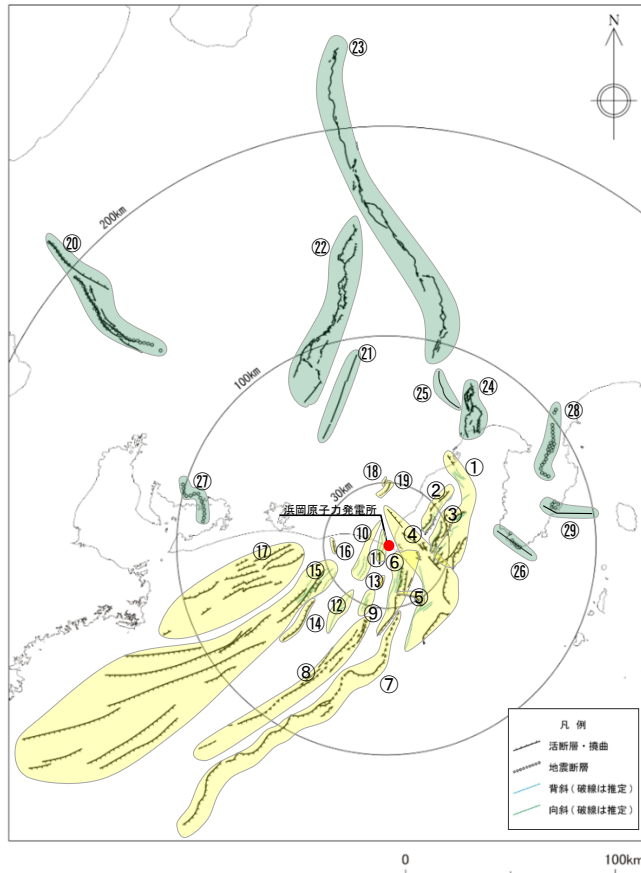 ㉓
N
200km
⑳
㉒
㉑
100km
㉕
㉔
㉘
①
⑱
⑲
②
㉗
30km
③
浜岡原子力発電所
㉙
④
⑩
⑯
⑪
⑥
⑰
㉖
⑮
⑬
⑤
⑫
⑨
⑭
⑧
⑦
凡 例
活断層・撓曲
地震断層
背斜(破線は推定)
向斜(破線は推定)
0
100km